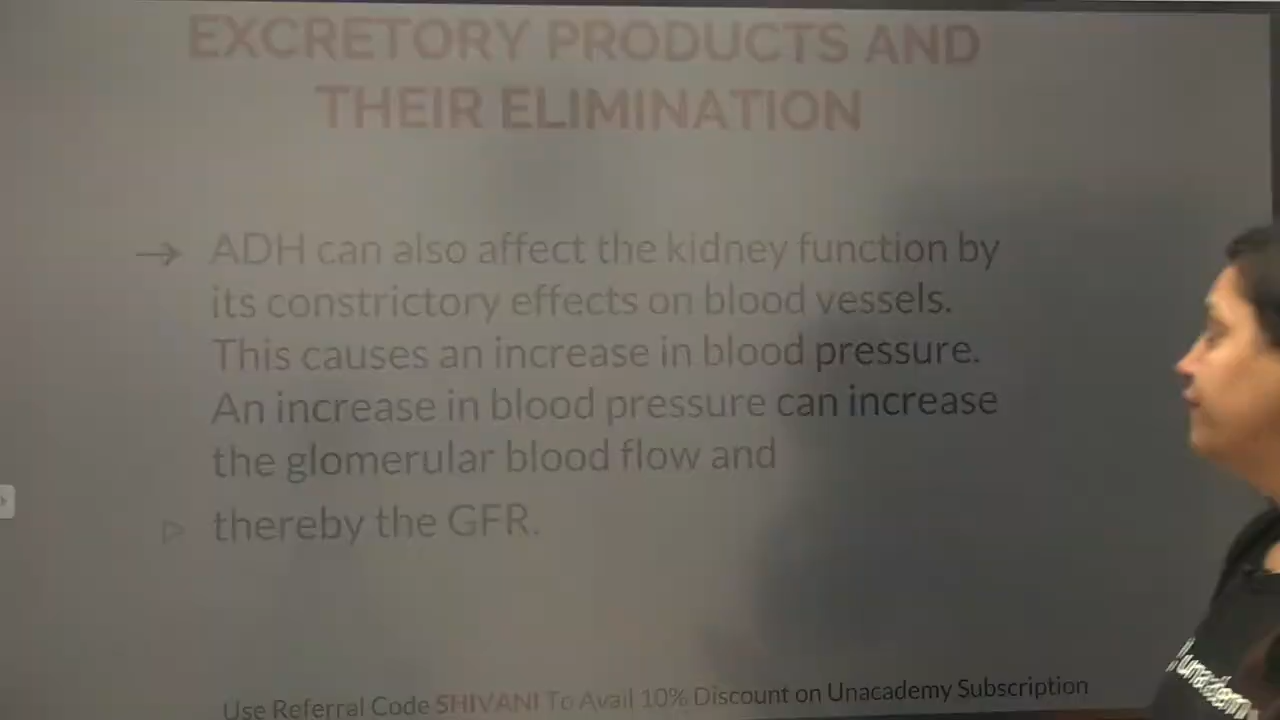 EXCRETORY PRODUCTS AND
THEIR ELIMINATION
→ ADH can also affect the kidney function by
its constrictory effects on blood vessels.
This causes an increase in blood pressure.
An increase in blood pressure can increase
the glomerular blood flow and
▷ thereby the GFR.
Use Referral Code SHIVANI To Avail 10% Discount on Unacademy Subscription
unacademy